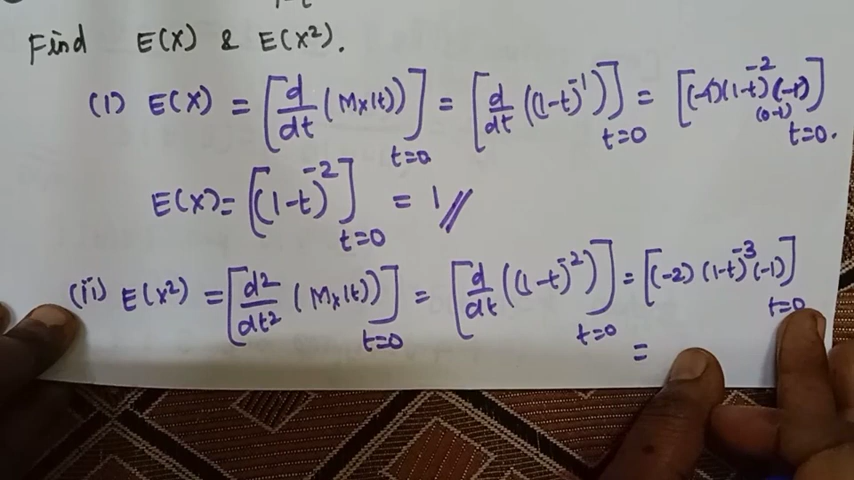 1-t
Find E(X) & E(X²).
(i) E(X) = [d/dt (Mx(t))]t=0 = [d/dt ((1-t)⁻¹)]t=0 = [(-1)(1-t)⁻²(-1)]t=0.
(0-1)
E(X) = [(1-t)⁻²]t=0 = 1//
(ii) E(X²) = [d²/dt² (Mx(t))]t=0 = [d/dt ((1-t)⁻²)]t=0 = [(-2)(1-t)⁻³(-1)]t=0
=